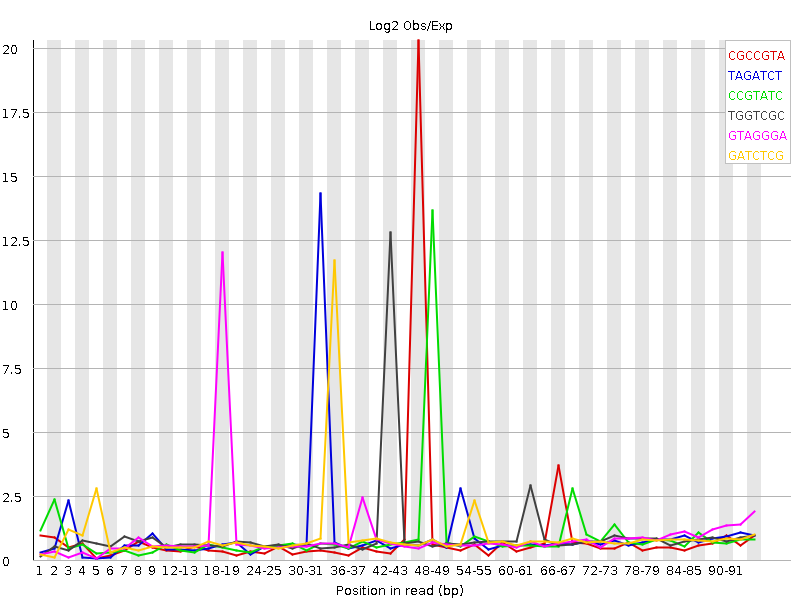 Log2 Obs/Exp
20
17.5
15
12.5
10
7.5
5
2.5
0
CGCCGTA
TAGATCT
CCGTATC
TGGTCGC
GTAGGGA
GATCTCG
1 2 3 4 5 6 7 8 9 12-13 18-19 24-25 30-31 36-37 42-43 48-49 54-55 60-61 66-67 72-73 78-79 84-85 90-91
Position in read (bp)